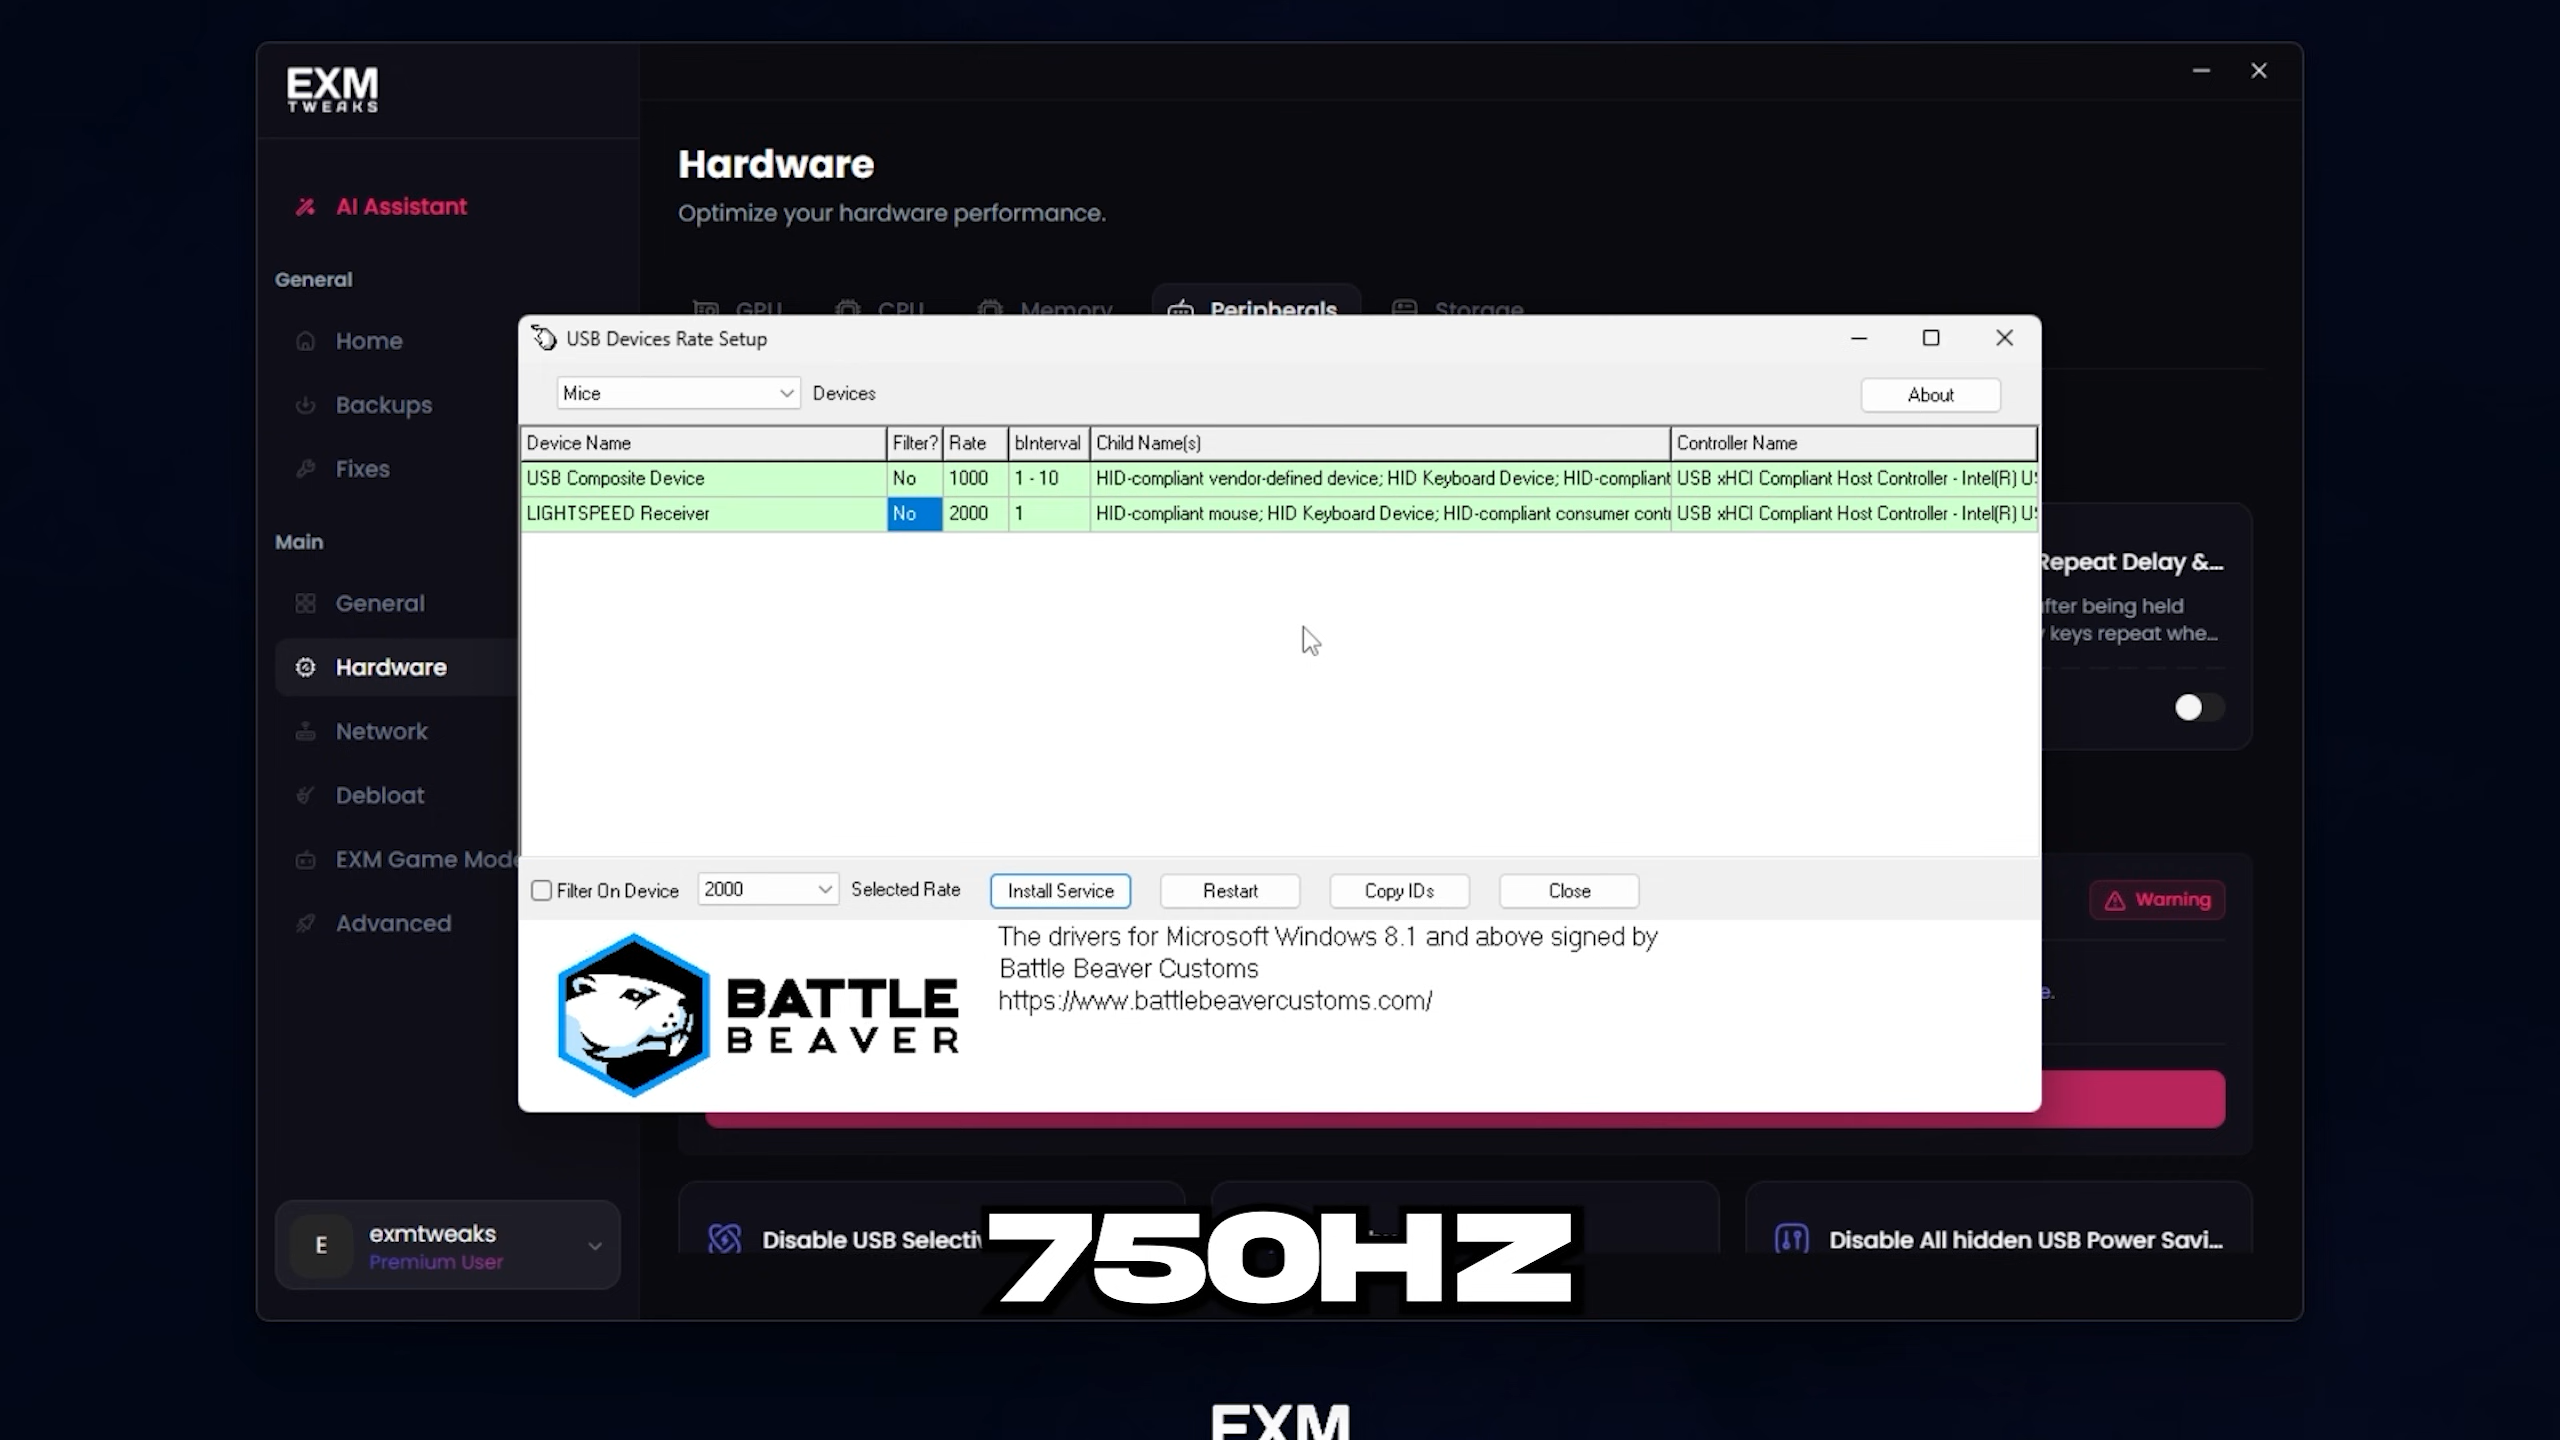 EXM
TWEAKS
AI Assistant
General
Home
Backups
Fixes
Main
General
Hardware
Network
Debloat
EXM Game Mode
Advanced
E
exmtweaks
Premium User
Hardware
Optimize your hardware performance.
GPU
CPU
Memory
Peripherals
Storage
USB Devices Rate Setup
Mice
Devices
About
Device Name Filter? Rate bInterval Child Name(s) Controller Name
USB Composite Device No 1000 1 - 10 HID-compliant vendor-defined device; HID Keyboard Device; HID-compliant USB xHCI Compliant Host Controller - Intel(R)
LIGHTSPEED Receiver No 2000 1 HID-compliant mouse; HID Keyboard Device; HID-compliant consumer USB xHCI Compliant Host Controller - Intel(R)
Filter On Device
2000
Selected Rate
Install Service
Restart
Copy IDs
Close
BATTLE
BEAVER
The drivers for Microsoft Windows 8.1 and above signed by
Battle Beaver Customs
https://www.battlebeavercustoms.com/
Repeat Delay &...
after being held
keys repeat whe...
Warning
Disable USB
Disable All hidden USB Power Savi...
750HZ
EXM